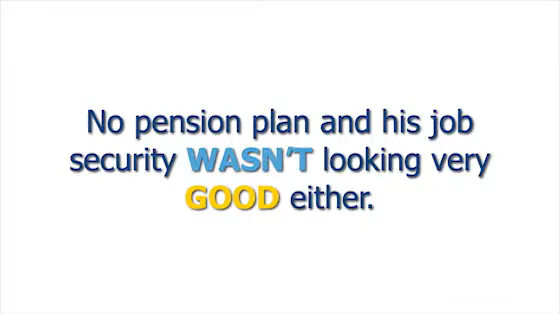 No pension plan and his job
security WASN'T looking very
GOOD either.